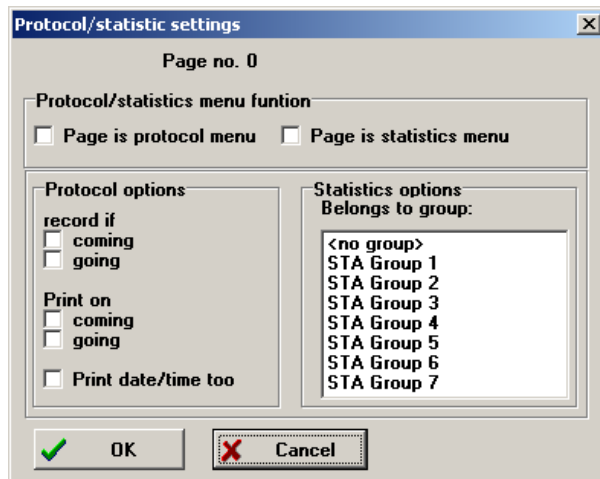 Protocol/statistic settings
Page no. 0
Protocol/statistics menu funtion
Page is protocol menu Page is statistics menu
Protocol options
record if
coming
going
Print on
coming
going
Print date/time too
Statistics options
Belongs to group:
<no group>
STA Group 1
STA Group 2
STA Group 3
STA Group 4
STA Group 5
STA Group 6
STA Group 7
OK Cancel